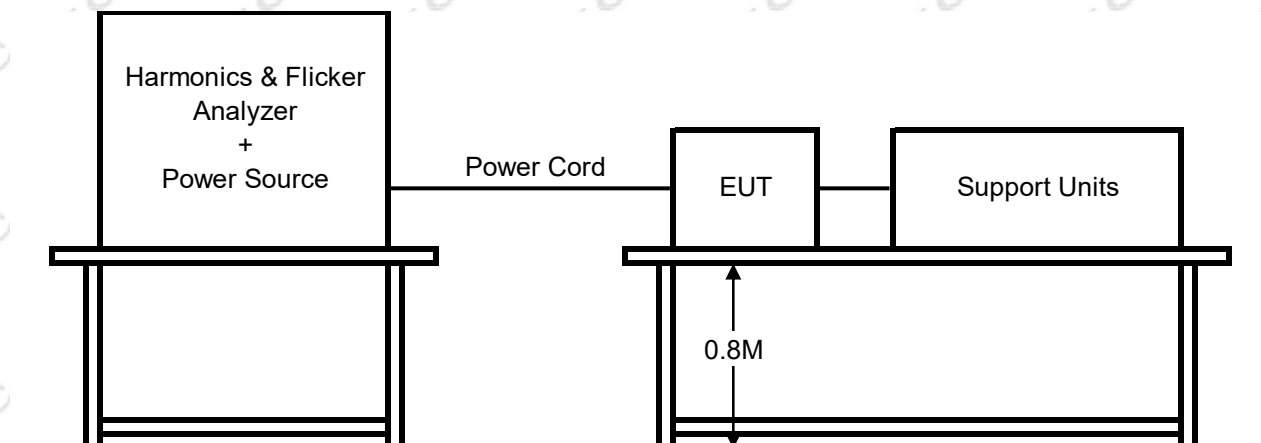 Harmonics & Flicker
Analyzer
+
Power Source
Power Cord
EUT
Support Units
0.8M